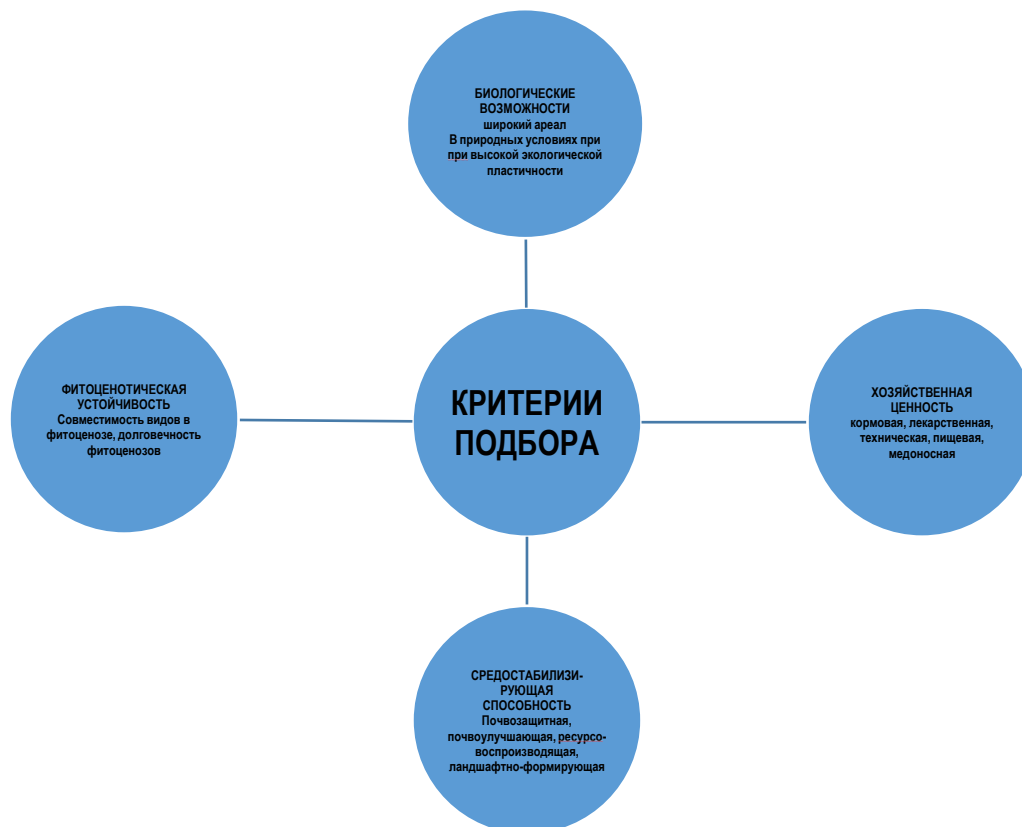 БИОЛОГИЧЕСКИЕ
ВОЗМОЖНОСТИ
широкий ареал
В природных условиях при
при высокой экологической
пластичности
ФИТОЦЕНОТИЧЕСКАЯ
УСТОЙЧИВОСТЬ
Совместимость видов в
фитоценозе, долговечность
фитоценозов
КРИТЕРИИ
ПОДБОРА
ХОЗЯЙСТВЕННАЯ
ЦЕННОСТЬ
кормовая, лекарственная,
техническая, пищевая,
медоносная
СРЕДОСТАБИЛИЗИ-
РУЮЩАЯ
СПОСОБНОСТЬ
Почвозащитная,
почвоулучшающая, ресурсо-
воспроизводящая,
ландшафтно-формирующая